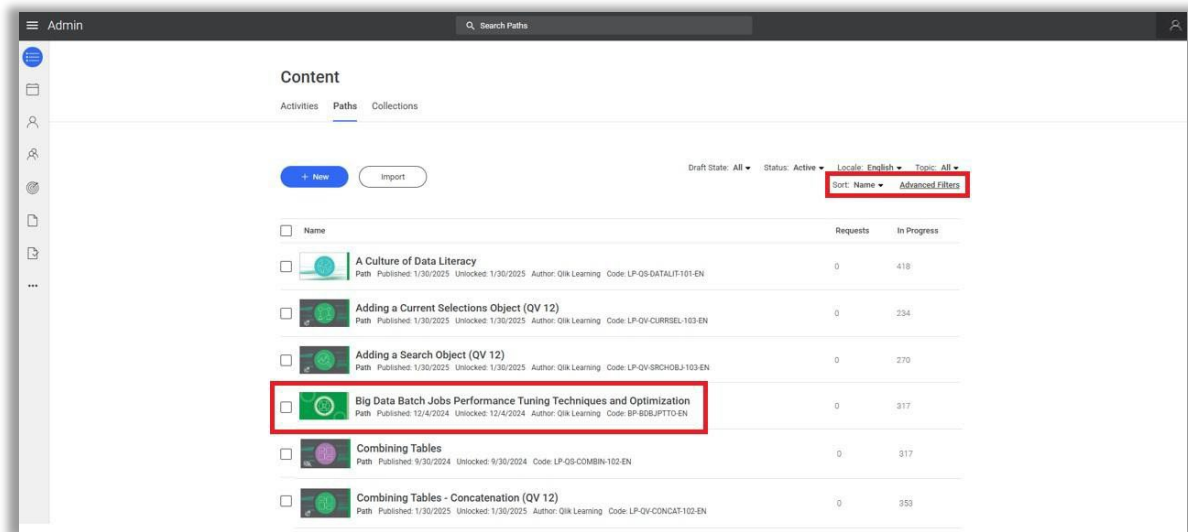 Admin
Search Paths
Content
Activities Paths Collections
+ New Import
Draft State: All Status: Active Locale: English Topic: All
Sort: Name Advanced Filters
Name Requests In Progress
A Culture of Data Literacy
Path Published: 1/30/2025 Unlocked: 1/30/2025 Author: Qlik Learning Code: LP-QS-DATALIT-101-EN
0 418
Adding a Current Selections Object (QV 12)
Path Published: 1/30/2025 Unlocked: 1/30/2025 Author: Qlik Learning Code: LP-QV-CURRSEL-103-EN
0 234
Adding a Search Object (QV 12)
Path Published: 1/30/2025 Unlocked: 1/30/2025 Author: Qlik Learning Code: LP-QV-SRCHOBJ-103-EN
0 270
Big Data Batch Jobs Performance Tuning Techniques and Optimization
Path Published: 12/4/2024 Unlocked: 12/4/2024 Author: Qlik Learning Code: BP-BDBJPTTO-EN
0 317
Combining Tables
Path Published: 9/30/2024 Unlocked: 9/30/2024 Code: LP-QS-COMBIN-102-EN
0 317
Combining Tables - Concatenation (QV 12)
Path Published: 1/30/2025 Unlocked: 1/30/2025 Author: Qlik Learning Code: LP-QV-CONCAT-102-EN
0 353